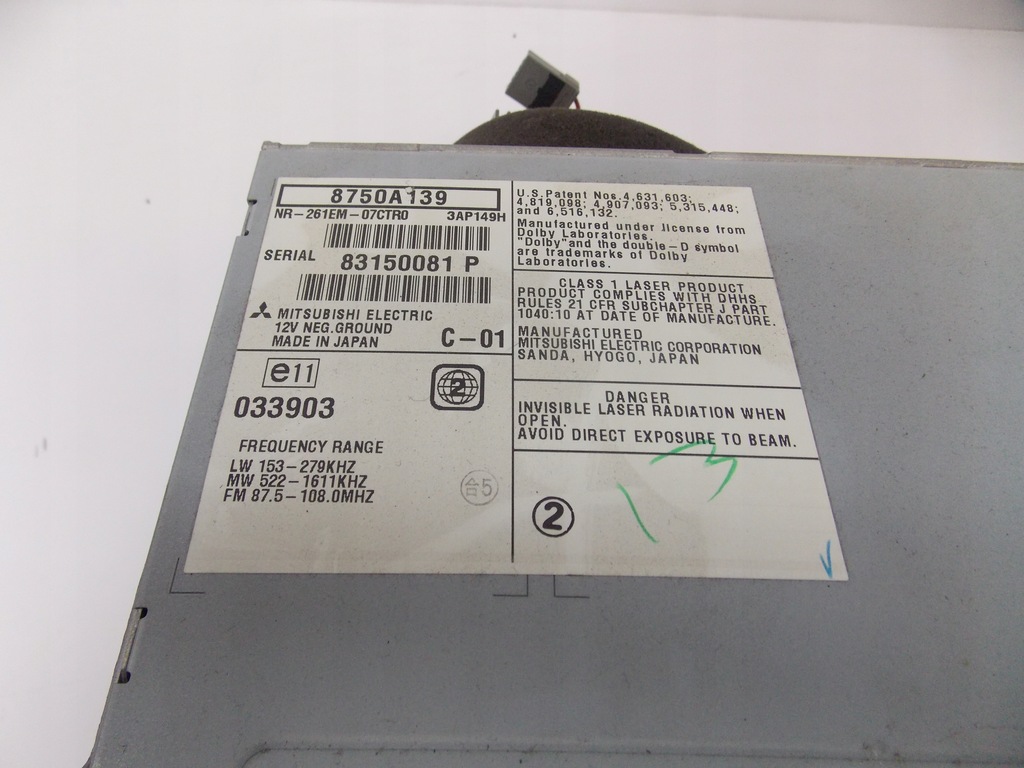 8750A139
NR-261EM-07CTR0 3AP149H
SERIAL 83150081 P
MITSUBISHI ELECTRIC
12V NEG.GROUND
MADE IN JAPAN C-01
e11
2
033903
FREQUENCY RANGE
LW 153-279KHZ
MW 522-1611KHZ
FM 87.5-108.0MHZ
台5
U.S.Patent Nos.4,631,603;
4,819,098; 4,907,093; 5,315,448;
and 6,516,132.
Manufactured under license from
Dolby Laboratories.
"Dolby"and the double-D symbol
are trademarks of Dolby
Laboratories.
CLASS 1 LASER PRODUCT
PRODUCT COMPLIES WITH DHHS
RULES 21 CFR SUBCHAPTER J PART
1040:10 AT DATE OF MANUFACTURE.
MANUFACTURED
MITSUBISHI ELECTRIC CORPORATION
SANDA, HYOGO, JAPAN
DANGER
INVISIBLE LASER RADIATION WHEN
OPEN.
AVOID DIRECT EXPOSURE TO BEAM.
2
13